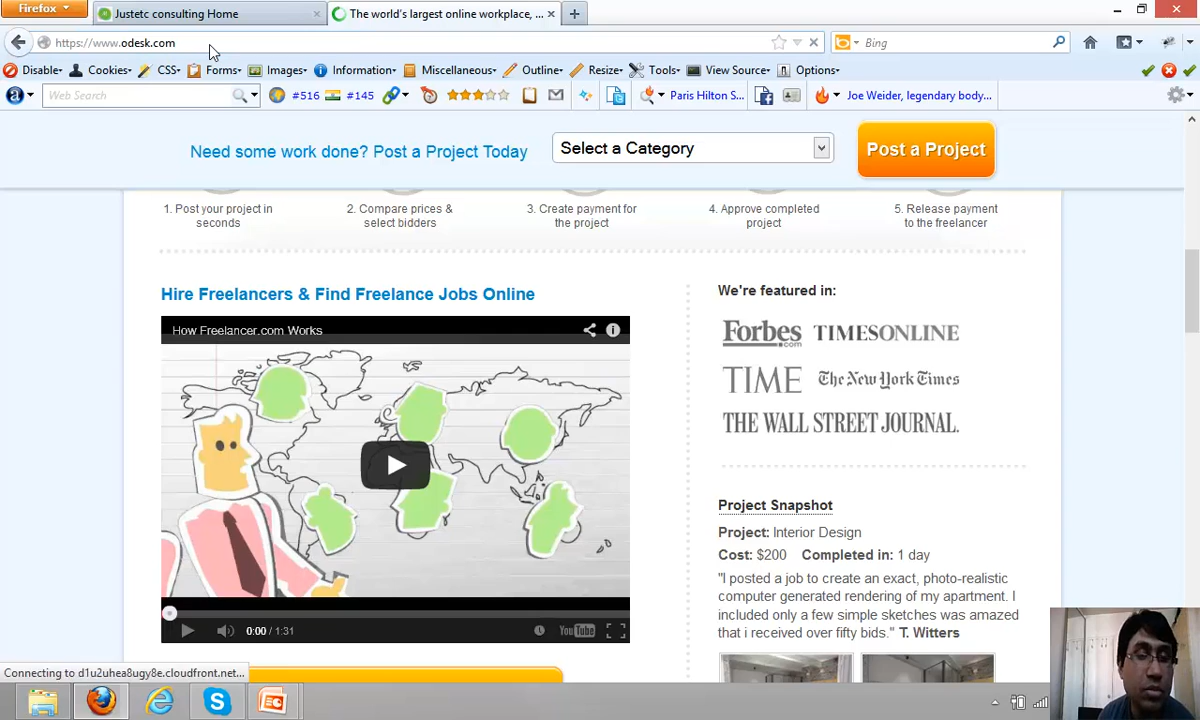 Firefox
Justetc consulting Home
The world's largest online workplace, ...
https://www.odesk.com
Bing
Disable
Cookies
CSS
Forms
Images
Information
Miscellaneous
Outline
Resize
Tools
View Source
Options
Web Search
#516
#145
Paris Hilton S...
Joe Weider, legendary body...
Need some work done? Post a Project Today
Select a Category
Post a Project
1. Post your project in
seconds
2. Compare prices &
select bidders
3. Create payment for
the project
4. Approve completed
project
5. Release payment
to the freelancer
Hire Freelancers & Find Freelance Jobs Online
How Freelancer.com Works
0:00 / 1:31
YouTube
We're featured in:
Forbes.com
TIMESONLINE
TIME
The New York Times
THE WALL STREET JOURNAL.
Project Snapshot
Project: Interior Design
Cost: $200 Completed in: 1 day
"I posted a job to create an exact, photo-realistic
computer generated rendering of my apartment. I
included only a few simple sketches was amazed
that i received over fifty bids." T. Witters
Connecting to d1u2uhea8ugy8e.cloudfront.net...